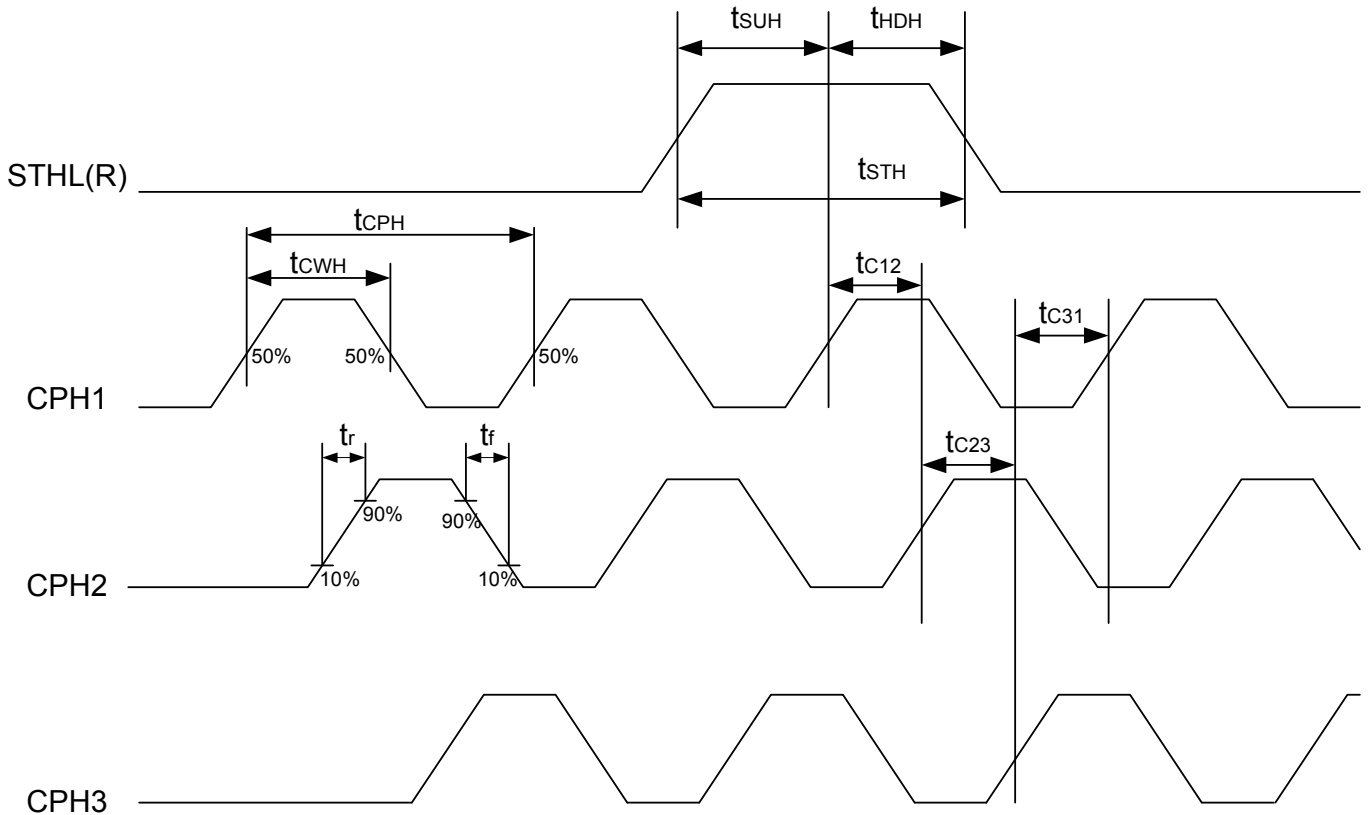 tSUH tHDH
STHL(R)
tSTH
tCPH
tCWH
tC12
tC31
50% 50% 50%
CPH1
tr tf
tC23
90% 90%
10% 10%
CPH2
CPH3